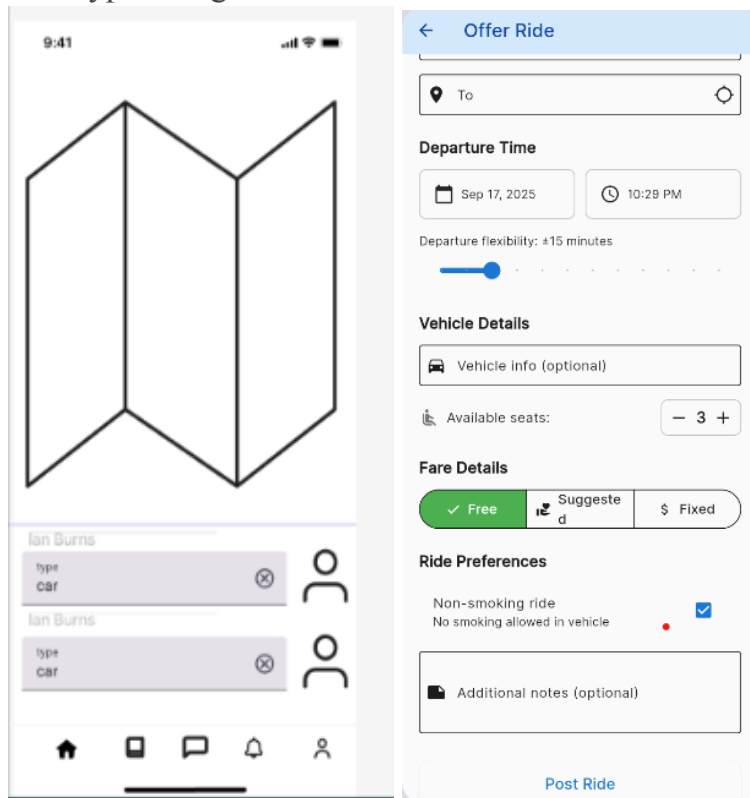 9:41
Ian Burns
type
car
Ian Burns
type
car
Offer Ride
To
Departure Time
Sep 17, 2025
10:29 PM
Departure flexibility: ±15 minutes
Vehicle Details
Vehicle info (optional)
Available seats:
− 3 +
Fare Details
Free
Suggeste
d
$ Fixed
Ride Preferences
Non-smoking ride
No smoking allowed in vehicle
Additional notes (optional)
Post Ride